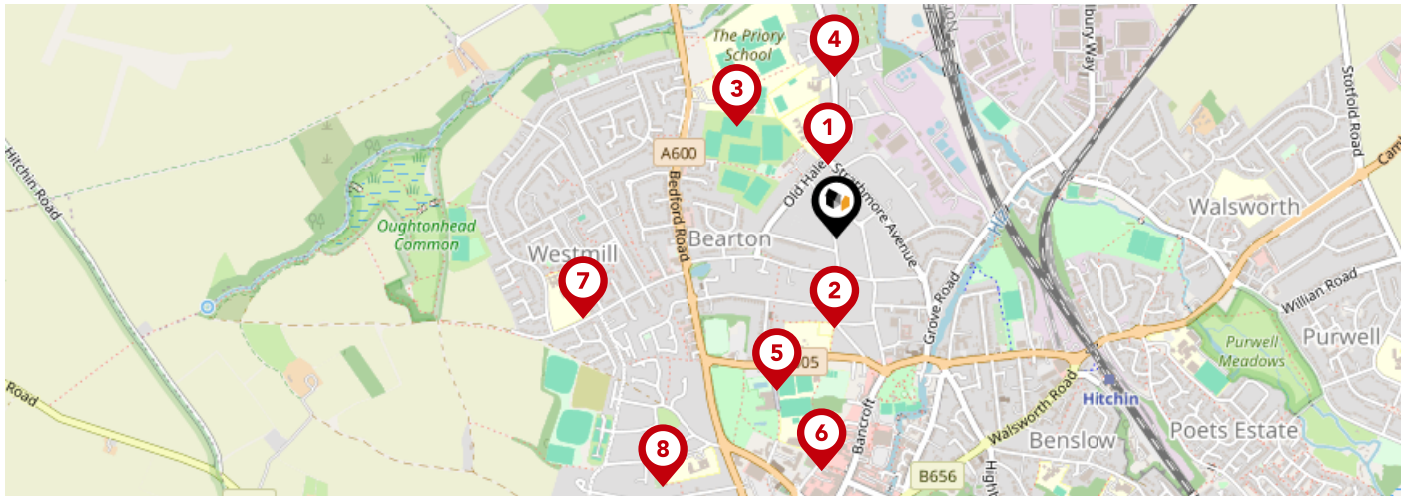 The Priory
School
4
3
1
A600
Old Hale
Strathmore Avenue
Bedford Road
Bearton
Oughtonhead
Common
Westmill
7
2
5
6
8
Hitchin Road
Road
Grove Road
Bancroft
Walsworth
Stotfold Road
Willian Road
Purwell
Purwell
Meadows
Hitchin
Walsworth Road
Benslow
Poets Estate
B656